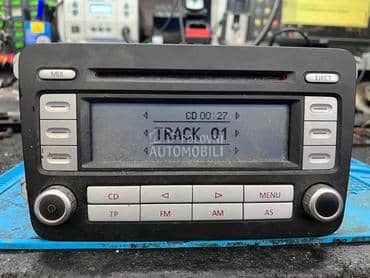 MIX
EJECT
CD 00:27
TRACK 01
AUTOMOBILI
CD MENU
TP FM AM AS